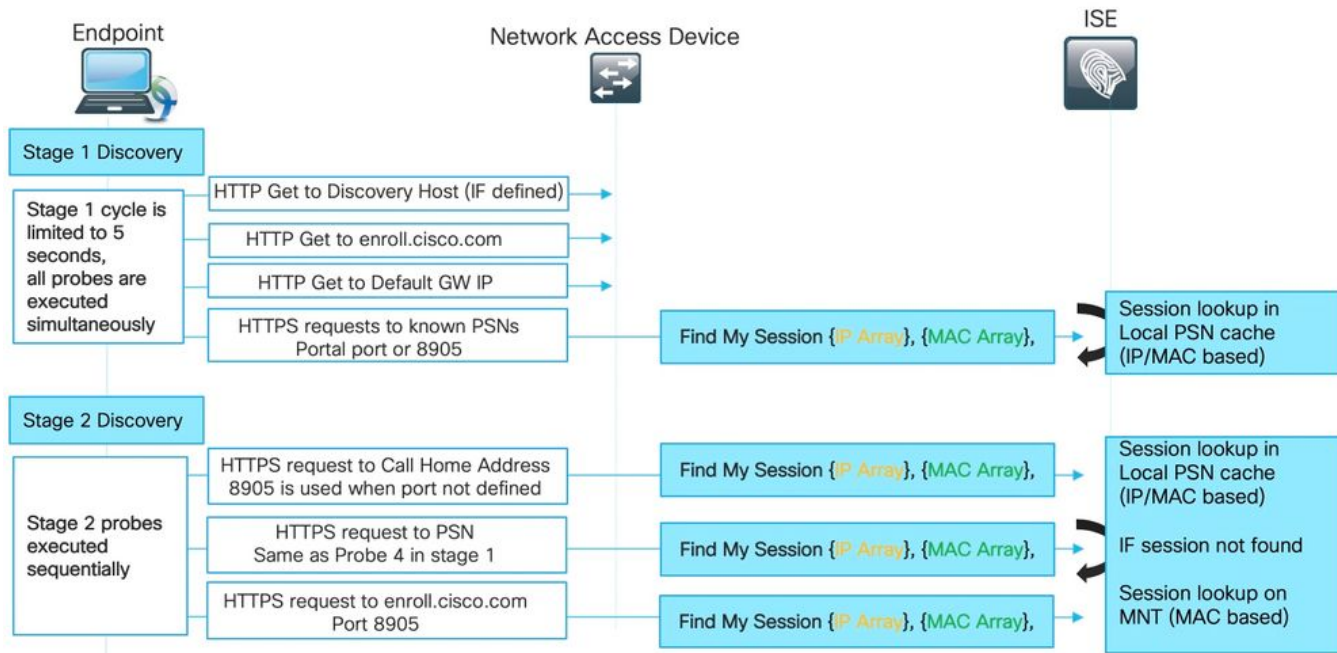 Endpoint
Network Access Device
ISE
Stage 1 Discovery
Stage 1 cycle is
limited to 5
seconds,
all probes are
executed
simultaneously
HTTP Get to Discovery Host (IF defined)
HTTP Get to enroll.cisco.com
HTTP Get to Default GW IP
HTTPS requests to known PSNs
Portal port or 8905
Find My Session {IP Array}, {MAC Array},
Session lookup in
Local PSN cache
(IP/MAC based)
Stage 2 Discovery
Stage 2 probes
executed
sequentially
HTTPS request to Call Home Address
8905 is used when port not defined
Find My Session {IP Array}, {MAC Array},
HTTPS request to PSN
Same as Probe 4 in stage 1
Find My Session {IP Array}, {MAC Array},
HTTPS request to enroll.cisco.com
Port 8905
Find My Session {IP Array}, {MAC Array},
Session lookup in
Local PSN cache
(IP/MAC based)
IF session not found
Session lookup on
MNT (MAC based)